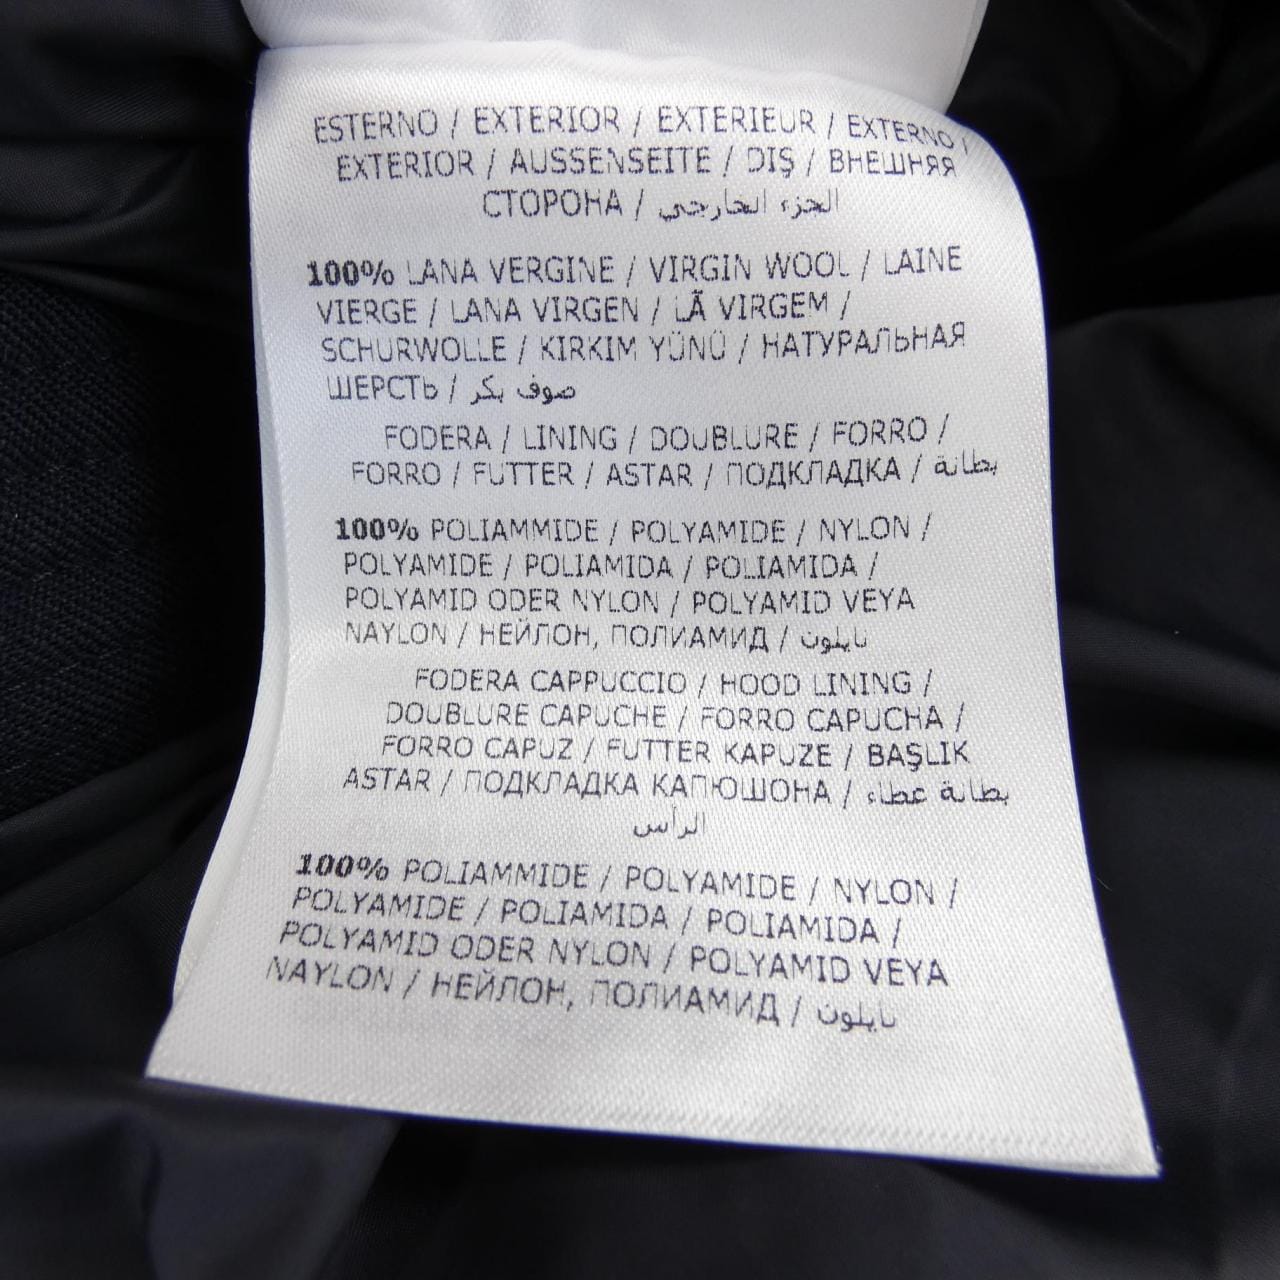 ESTERNO / EXTERIOR / EXTERIEUR / EXTERNO /
EXTERIOR / AUSSENSEITE / DIŞ / ВНЕШНЯЯ
СТОРОНА / الجزء الخارجي
100% LANA VERGINE / VIRGIN WOOL / LAINE
VIERGE / LANA VIRGEN / LÃ VIRGEM /
SCHURWOLLE / KIRKIM YÜNÜ / НАТУРАЛЬНАЯ
ШЕРСТЬ / صوف بكر
FODERA / LINING / DOUBLURE / FORRO /
FORRO / FUTTER / ASTAR / ПОДКЛАДКА / بطانة
100% POLIAMMIDE / POLYAMIDE / NYLON /
POLYAMIDE / POLIAMIDA / POLIAMIDA /
POLYAMID ODER NYLON / POLYAMID VEYA
NAYLON / НЕЙЛОН, ПОЛИАМИД / نايلون
FODERA CAPPUCCIO / HOOD LINING /
DOUBLURE CAPUCHE / FORRO CAPUCHA /
FORRO CAPUZ / FUTTER KAPUZE / BAŞLIK
ASTAR / ПОДКЛАДКА КАПЮШОНА / بطانة غطاء
الرأس
100% POLIAMMIDE / POLYAMIDE / NYLON /
POLYAMIDE / POLIAMIDA / POLIAMIDA /
POLYAMID ODER NYLON / POLYAMID VEYA
NAYLON / НЕЙЛОН, ПОЛИАМИД / نايلون